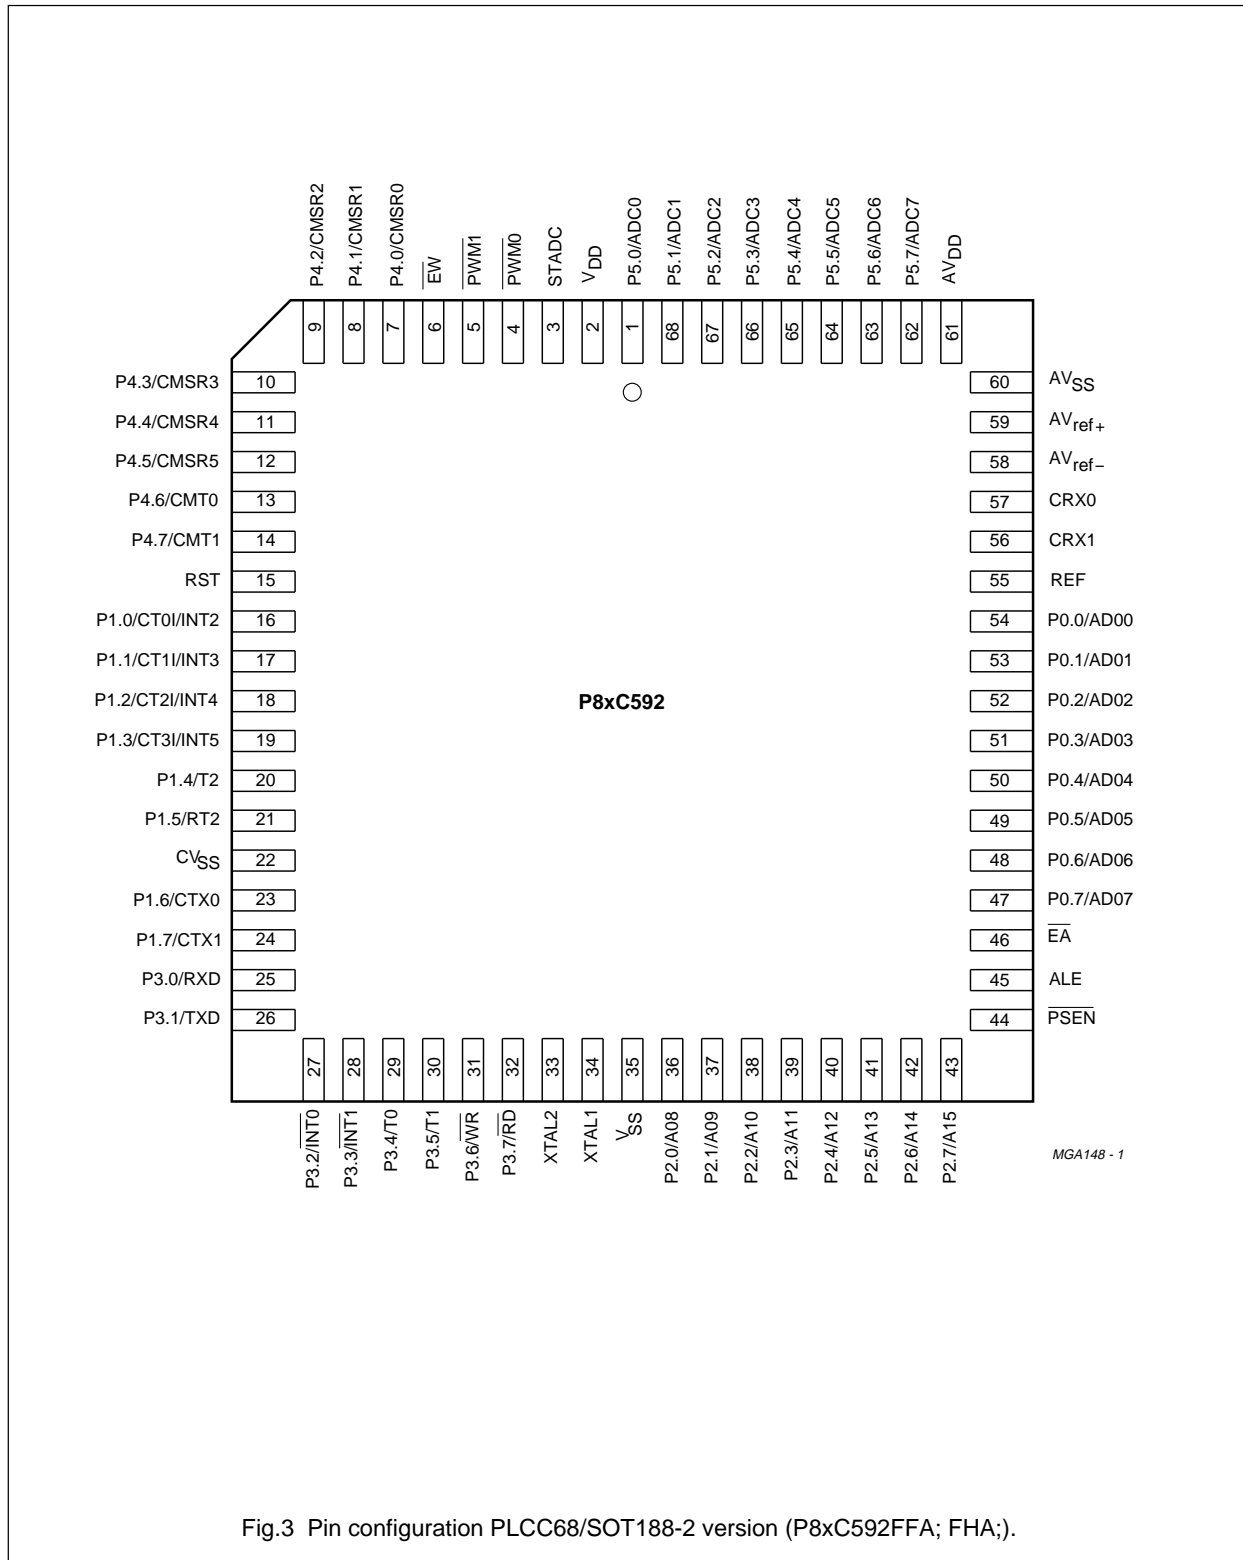 P4.2/CMSR2
P4.1/CMSR1
P4.0/CMSR0
E̅W̅
P̅W̅M̅1̅
P̅W̅M̅0̅
STADC
VDD
P5.0/ADC0
P5.1/ADC1
P5.2/ADC2
P5.3/ADC3
P5.4/ADC4
P5.5/ADC5
P5.6/ADC6
P5.7/ADC7
AVDD
9 8 7 6 5 4 3 2 1 68 67 66 65 64 63 62 61
P4.3/CMSR3 10
P4.4/CMSR4 11
P4.5/CMSR5 12
P4.6/CMT0 13
P4.7/CMT1 14
RST 15
P1.0/CT0I/INT2 16
P1.1/CT1I/INT3 17
P1.2/CT2I/INT4 18
P1.3/CT3I/INT5 19
P1.4/T2 20
P1.5/RT2 21
CVSS 22
P1.6/CTX0 23
P1.7/CTX1 24
P3.0/RXD 25
P3.1/TXD 26
P8xC592
60 AVSS
59 AVref+
58 AVref−
57 CRX0
56 CRX1
55 REF
54 P0.0/AD00
53 P0.1/AD01
52 P0.2/AD02
51 P0.3/AD03
50 P0.4/AD04
49 P0.5/AD05
48 P0.6/AD06
47 P0.7/AD07
46 E̅A̅
45 ALE
44 P̅S̅E̅N̅
27 28 29 30 31 32 33 34 35 36 37 38 39 40 41 42 43
P3.2/I̅N̅T̅0̅
P3.3/I̅N̅T̅1̅
P3.4/T0
P3.5/T1
P3.6/W̅R̅
P3.7/R̅D̅
XTAL2
XTAL1
VSS
P2.0/A08
P2.1/A09
P2.2/A10
P2.3/A11
P2.4/A12
P2.5/A13
P2.6/A14
P2.7/A15
MGA148 - 1
Fig.3 Pin configuration PLCC68/SOT188-2 version (P8xC592FFA; FHA;).